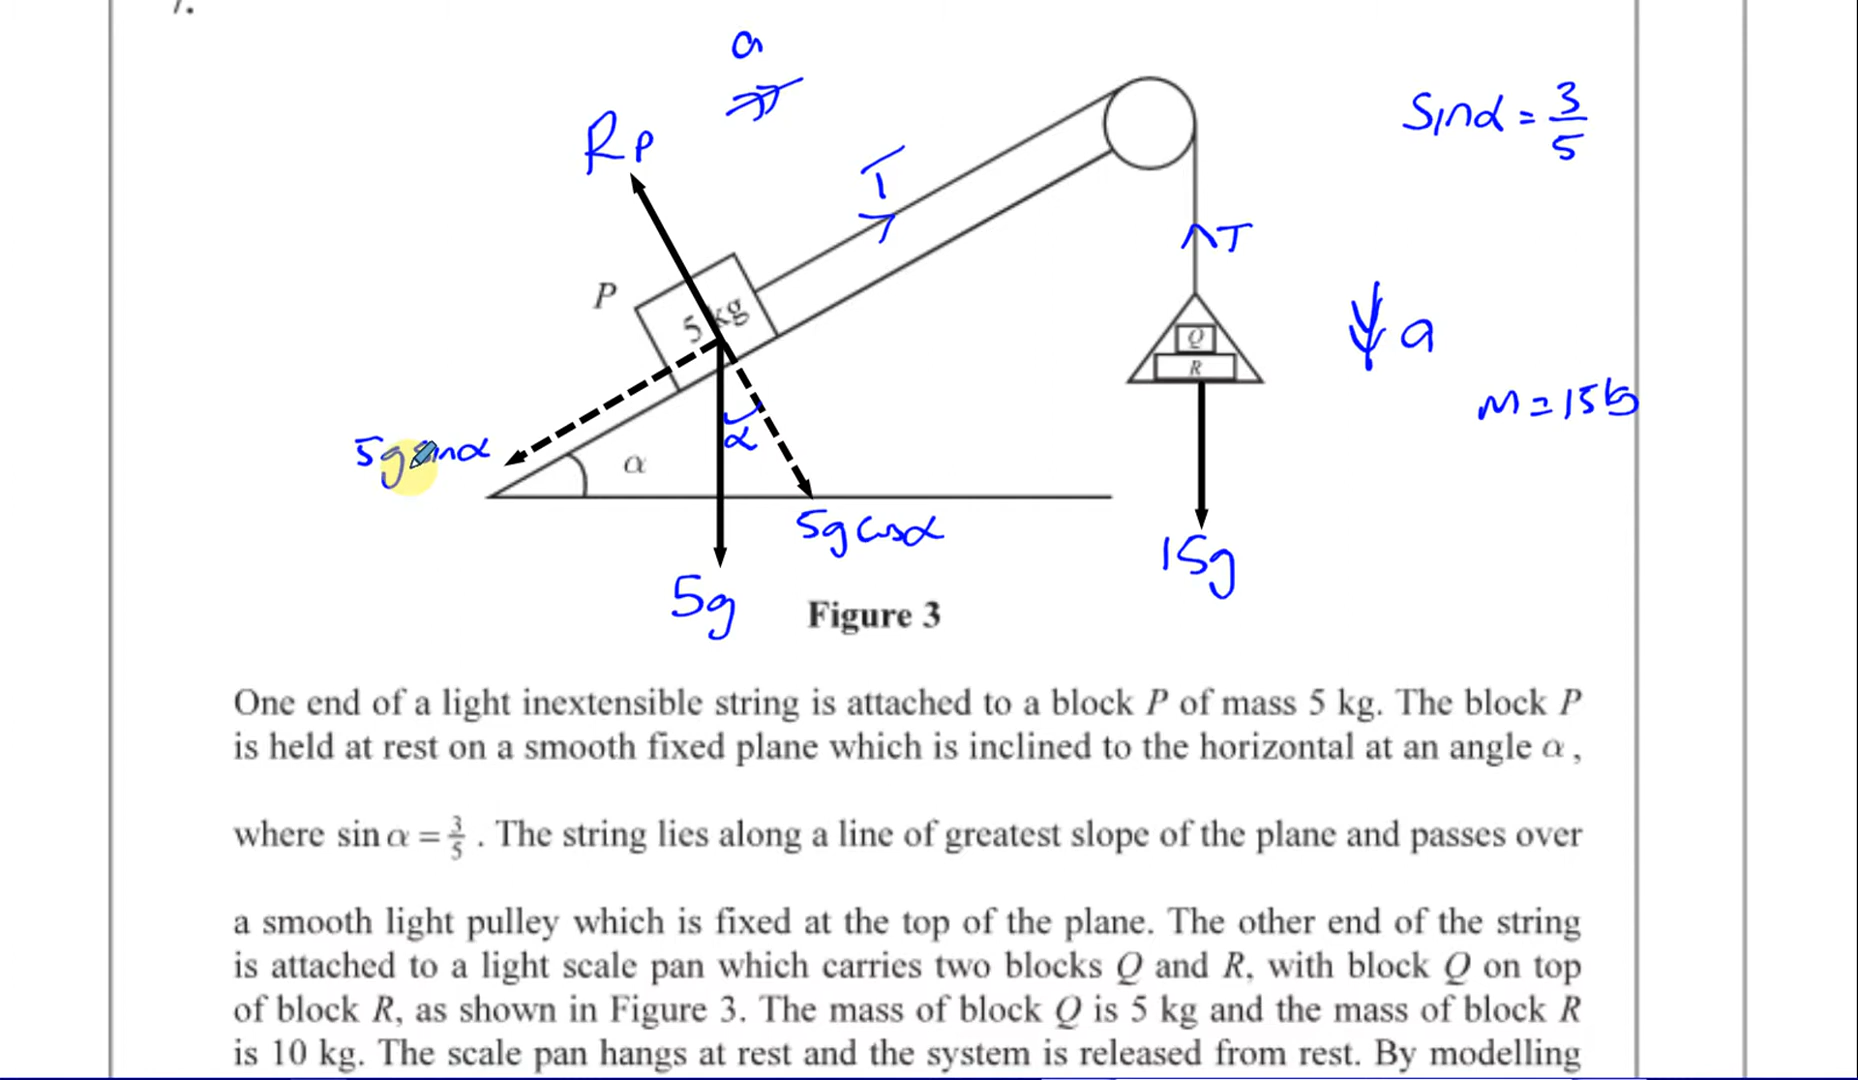 7.
a
Rp
T
Sinα = 3/5
T
P
5 kg
Q
R
a
M=15kg
5gsinα
α
α
5gcosα
15g
5g
Figure 3
One end of a light inextensible string is attached to a block P of mass 5 kg. The block P
is held at rest on a smooth fixed plane which is inclined to the horizontal at an angle α ,
where sin α = 3/5 . The string lies along a line of greatest slope of the plane and passes over
a smooth light pulley which is fixed at the top of the plane. The other end of the string
is attached to a light scale pan which carries two blocks Q and R, with block Q on top
of block R, as shown in Figure 3. The mass of block Q is 5 kg and the mass of block R
is 10 kg. The scale pan hangs at rest and the system is released from rest. By modelling